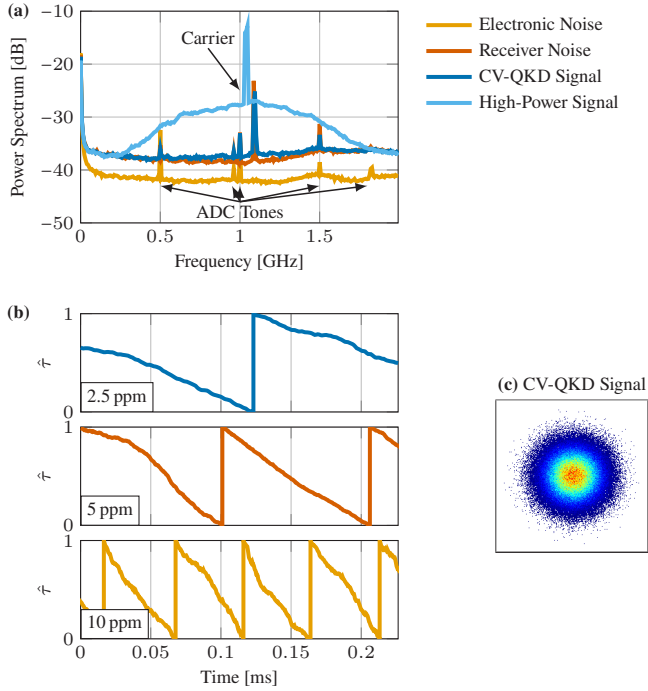 (a)
−10
−20
−30
−40
−50
Power Spectrum [dB]
Carrier
ADC Tones
0
0.5
1
1.5
Frequency [GHz]
Electronic Noise
Receiver Noise
CV-QKD Signal
High-Power Signal
(b)
1
0
τ̂
2.5 ppm
1
0
τ̂
5 ppm
1
0
τ̂
10 ppm
0
0.05
0.1
0.15
0.2
Time [ms]
(c) CV-QKD Signal